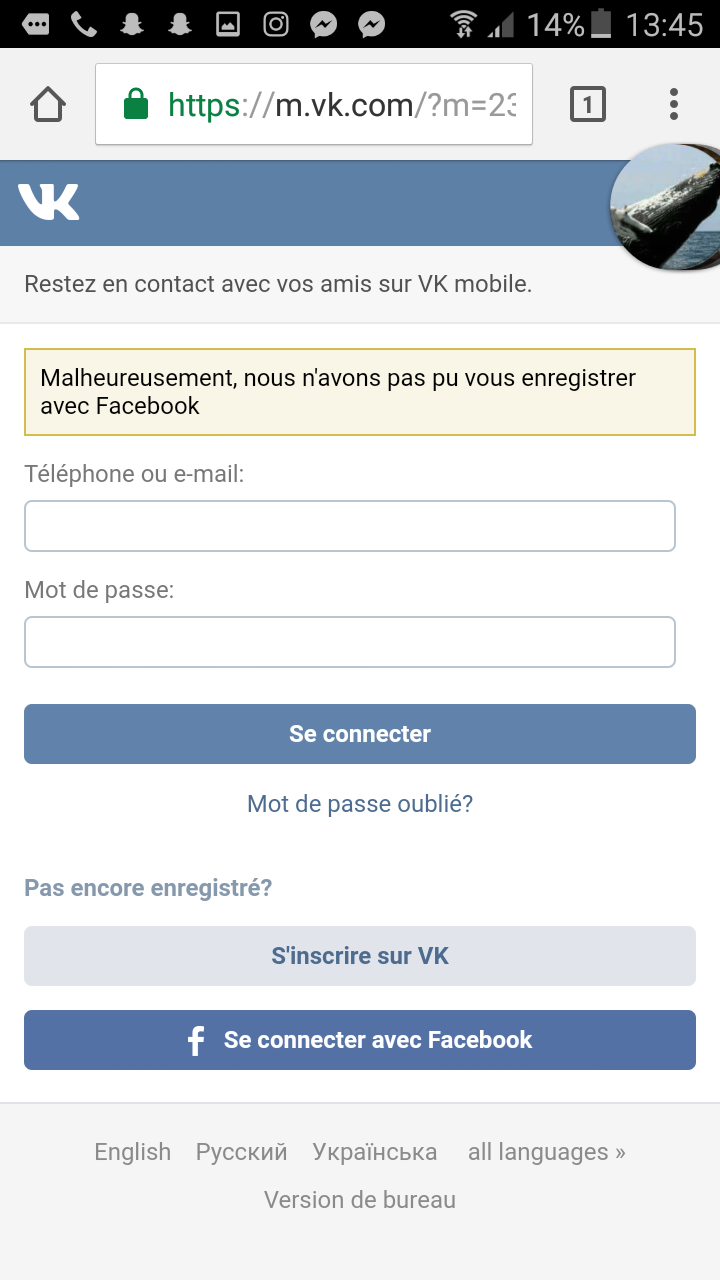 14% 13:45
https://m.vk.com/?m=23
1
Restez en contact avec vos amis sur VK mobile.
Malheureusement, nous n'avons pas pu vous enregistrer
avec Facebook
Téléphone ou e-mail:
Mot de passe:
Se connecter
Mot de passe oublié?
Pas encore enregistré?
S'inscrire sur VK
f Se connecter avec Facebook
English Русский Українська all languages »
Version de bureau